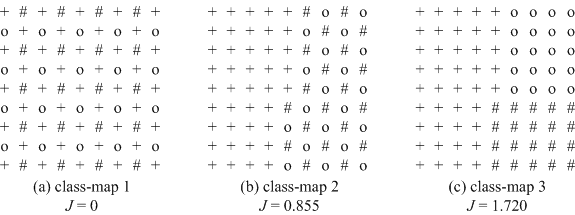 + # + # + # + # + + + + + + # o # o + + + + + o o o o
o + o + o + o + o + + + + + o # o # + + + + + o o o o
+ # + # + # + # + + + + + + # o # o + + + + + o o o o
o + o + o + o + o + + + + + o # o # + + + + + o o o o
+ # + # + # + # + + + + + + # o # o + + + + + o o o o
o + o + o + o + o + + + + # o # o # + + + + # # # # #
+ # + # + # + # + + + + + o # o # o + + + + # # # # #
o + o + o + o + o + + + + # o # o # + + + + # # # # #
+ # + # + # + # + + + + + o # o # o + + + + # # # # #
(a) class-map 1 (b) class-map 2 (c) class-map 3
J = 0 J = 0.855 J = 1.720